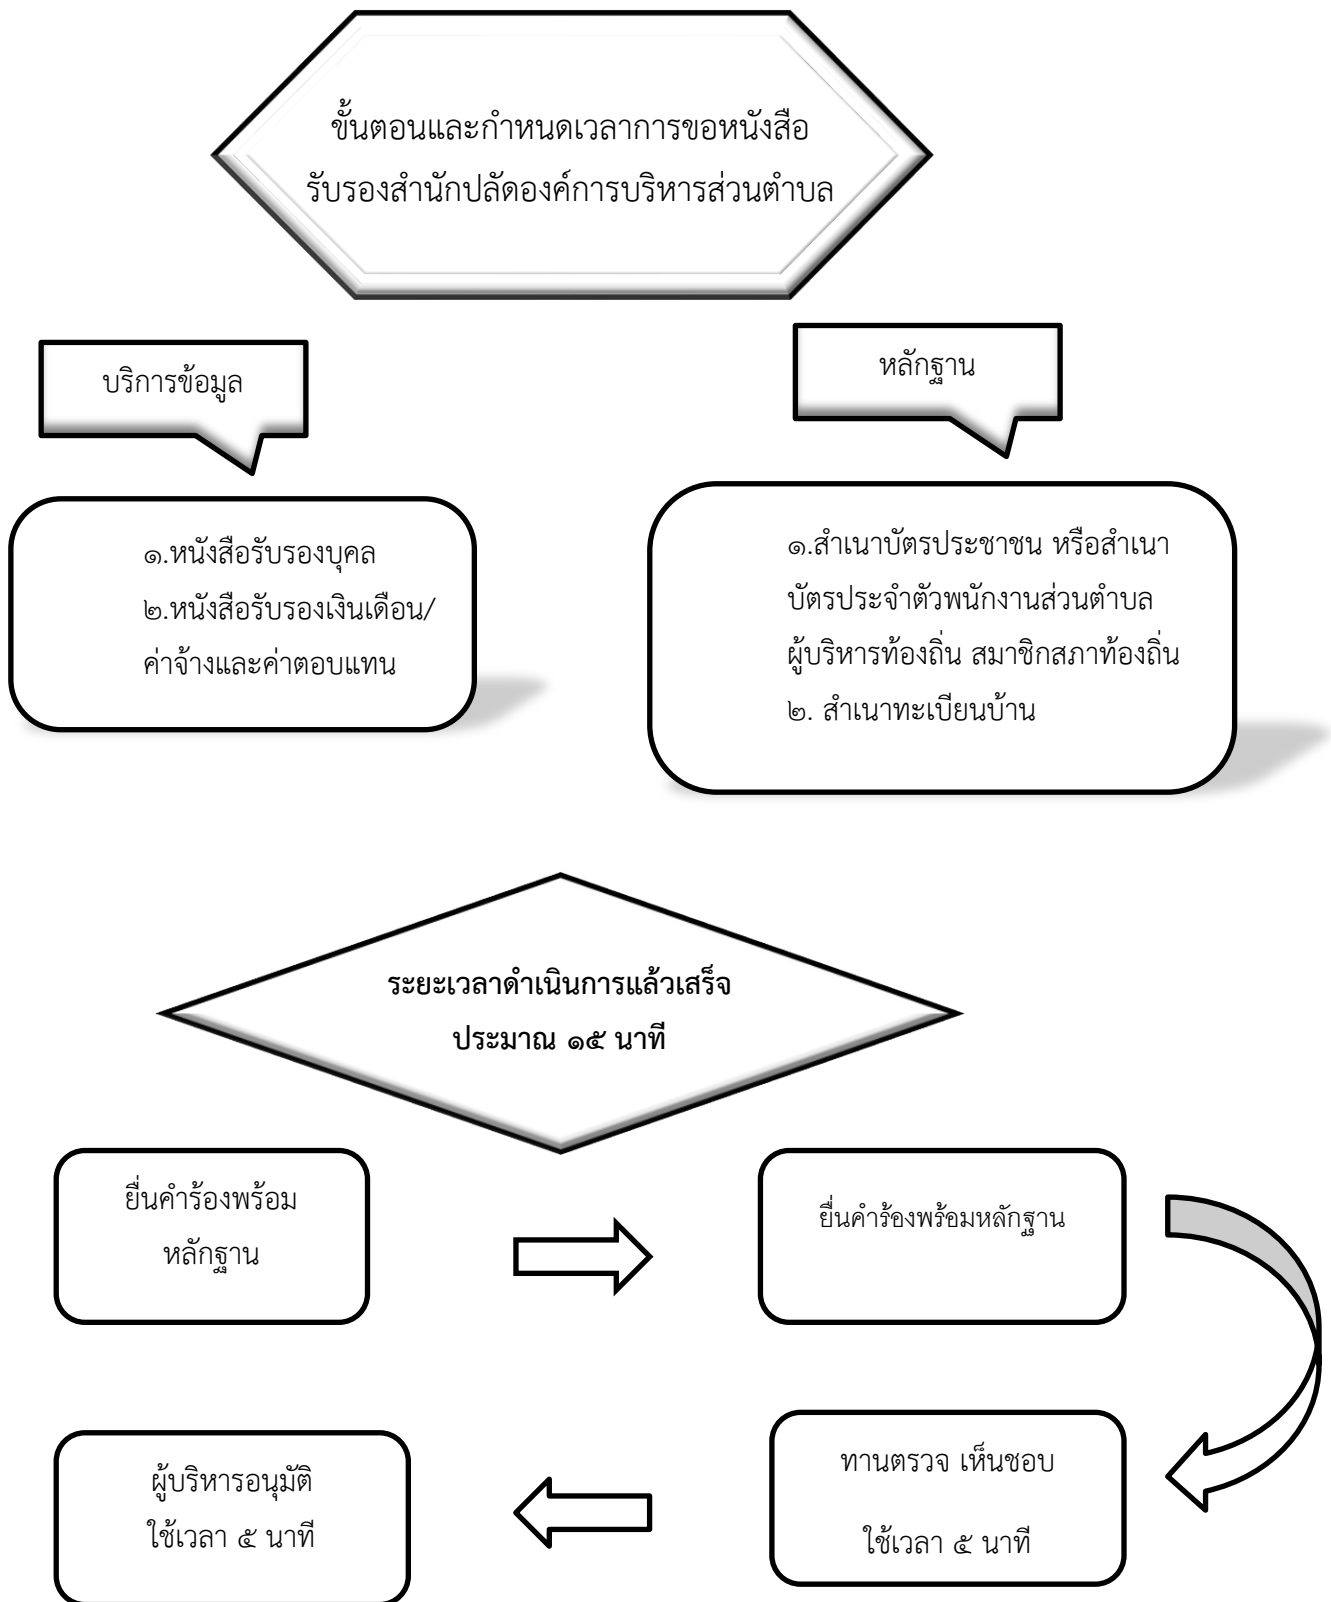 ขั้นตอนและกำหนดเวลาการขอหนังสือ
รับรองสำนักปลัดองค์การบริหารส่วนตำบล
บริการข้อมูล
หลักฐาน
๑.หนังสือรับรองบุคล
๒.หนังสือรับรองเงินเดือน/
ค่าจ้างและค่าตอบแทน
๑.สำเนาบัตรประชาชน หรือสำเนา
บัตรประจำตัวพนักงานส่วนตำบล
ผู้บริหารท้องถิ่น สมาชิกสภาท้องถิ่น
๒. สำเนาทะเบียนบ้าน
ระยะเวลาดำเนินการแล้วเสร็จ
ประมาณ ๑๕ นาที
ยื่นคำร้องพร้อม
หลักฐาน
ยื่นคำร้องพร้อมหลักฐาน
ทานตรวจ เห็นชอบ
ใช้เวลา ๕ นาที
ผู้บริหารอนุมัติ
ใช้เวลา ๕ นาที